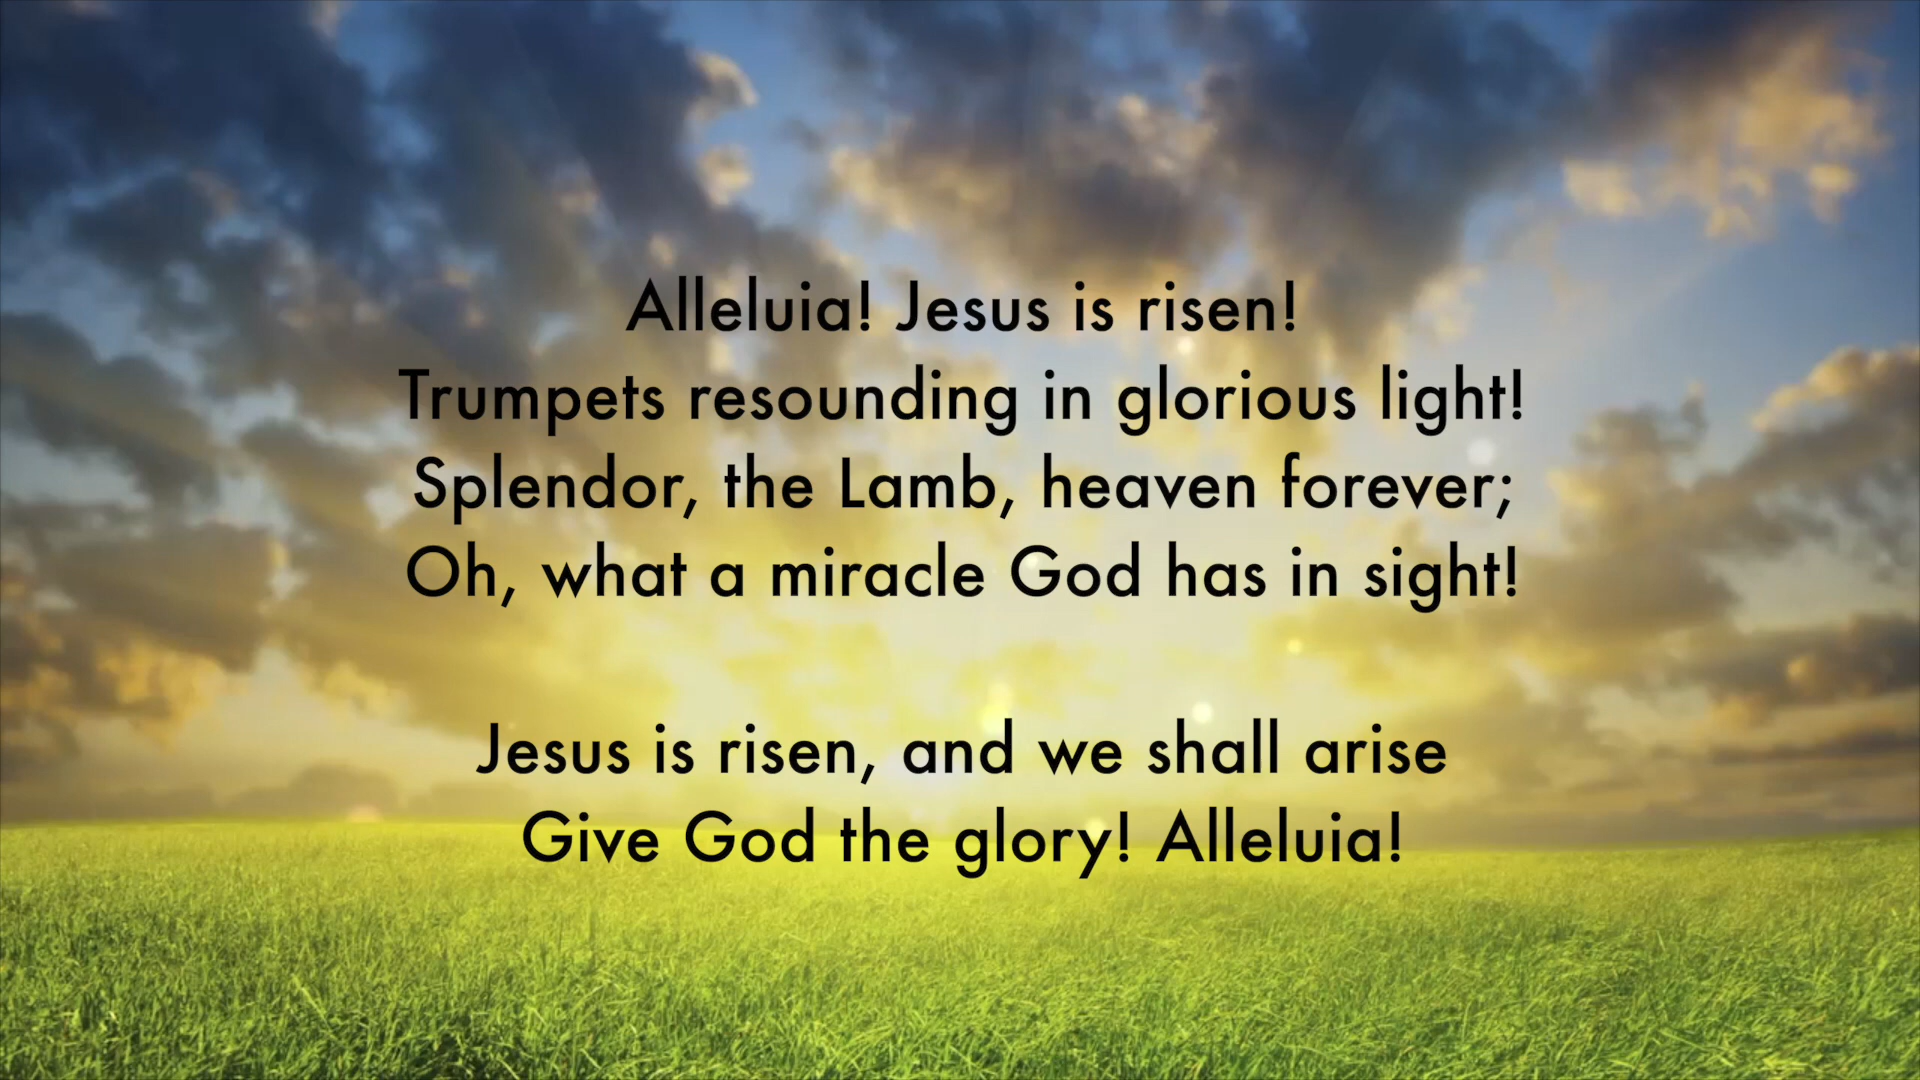 Alleluia! Jesus is risen!
Trumpets resounding in glorious light!
Splendor, the Lamb, heaven forever;
Oh, what a miracle God has in sight!
Jesus is risen, and we shall arise
Give God the glory! Alleluia!